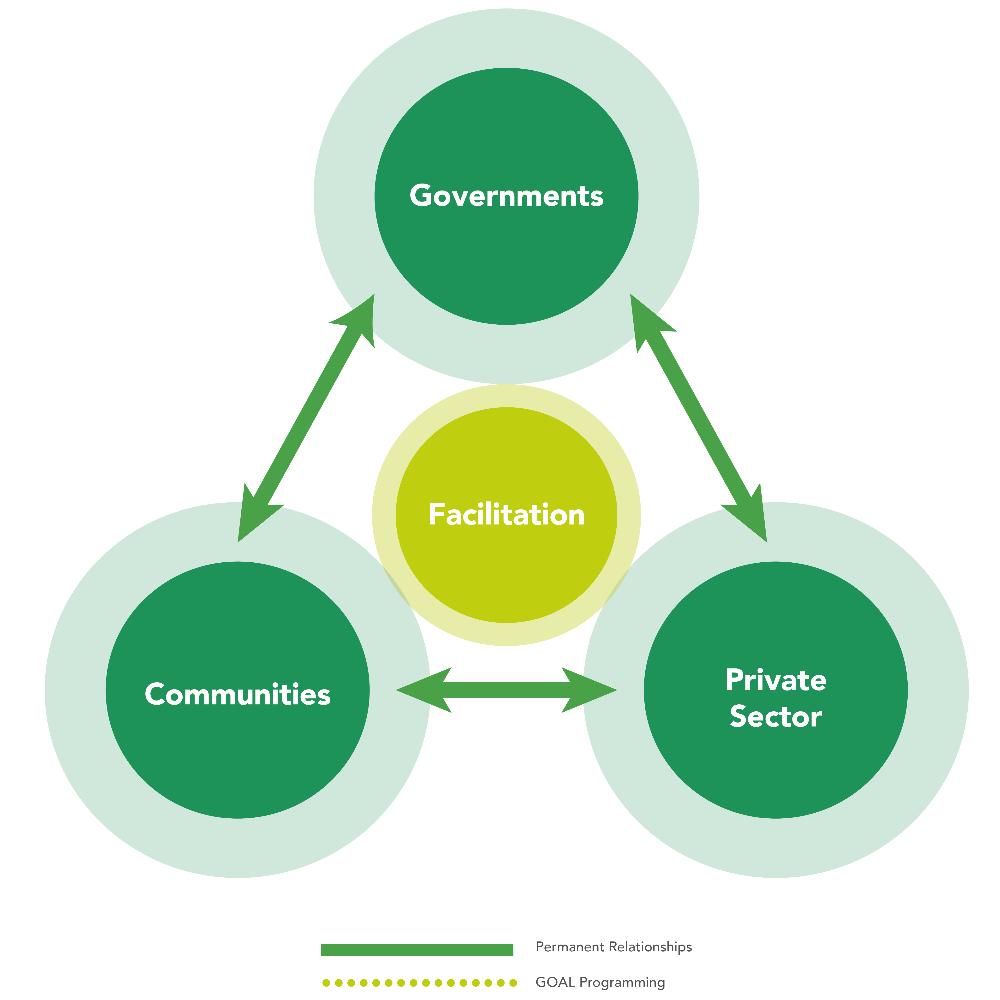 Governments
Facilitation
Communities
Private
Sector
Permanent Relationships
GOAL Programming